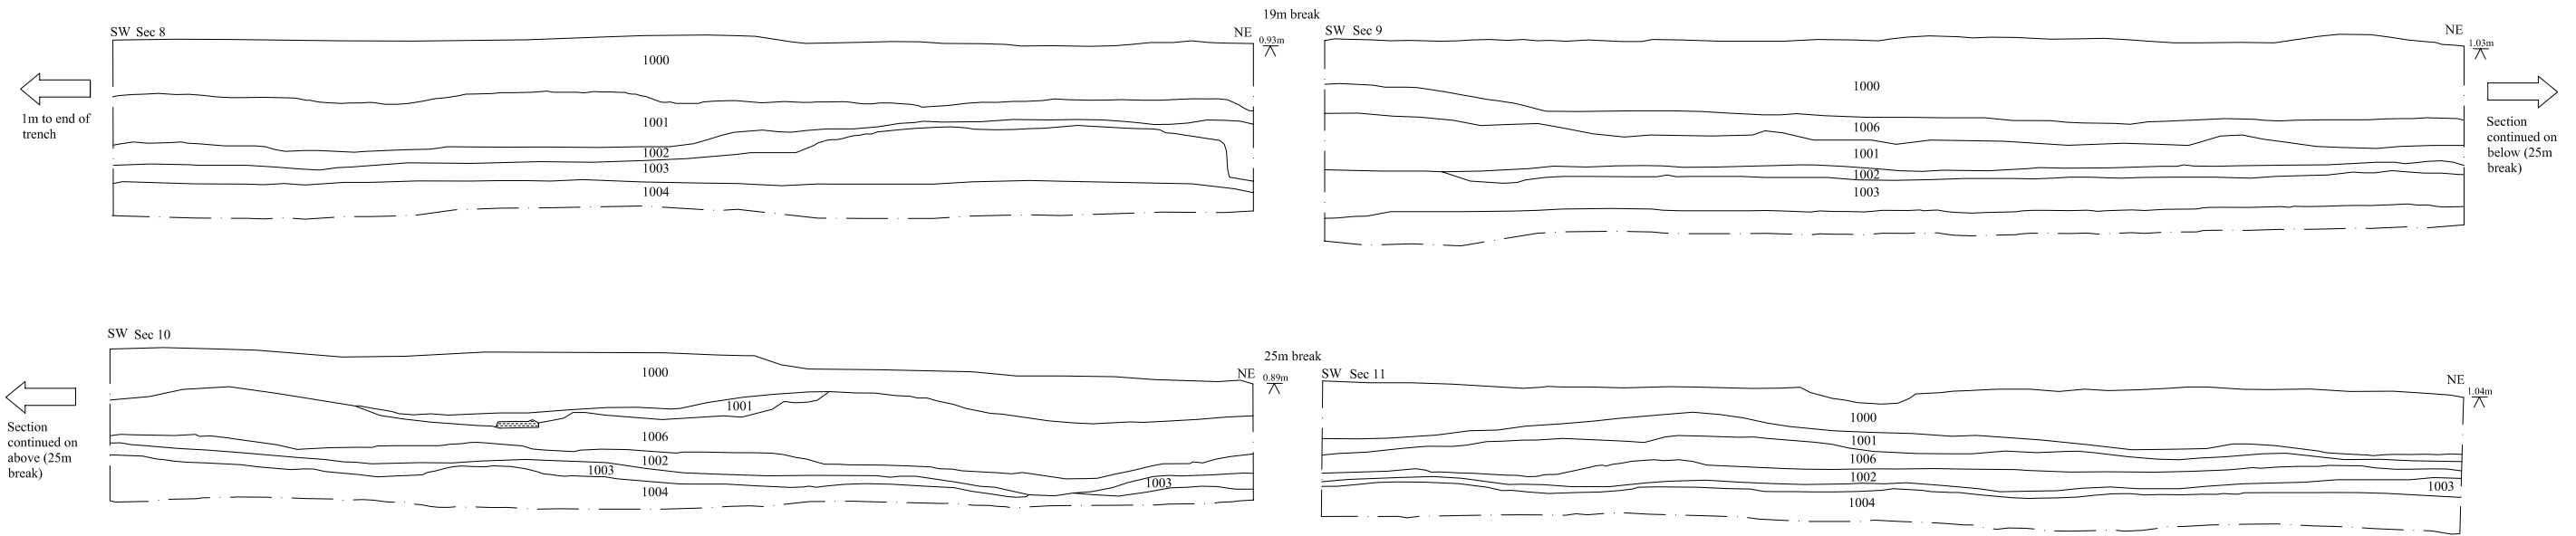 19m break
SW Sec 8
NE
0.93m
SW Sec 9
NE
1.03m
1000
1001
1002
1003
1004
1m to end of
trench
1000
1006
1001
1002
1003
Section
continued on
below (25m
break)
SW Sec 10
25m break
NE
0.89m
SW Sec 11
NE
1.04m
1000
1001
1006
1002
1003
1004
1003
Section
continued on
above (25m
break)
1000
1001
1006
1002
1003
1004